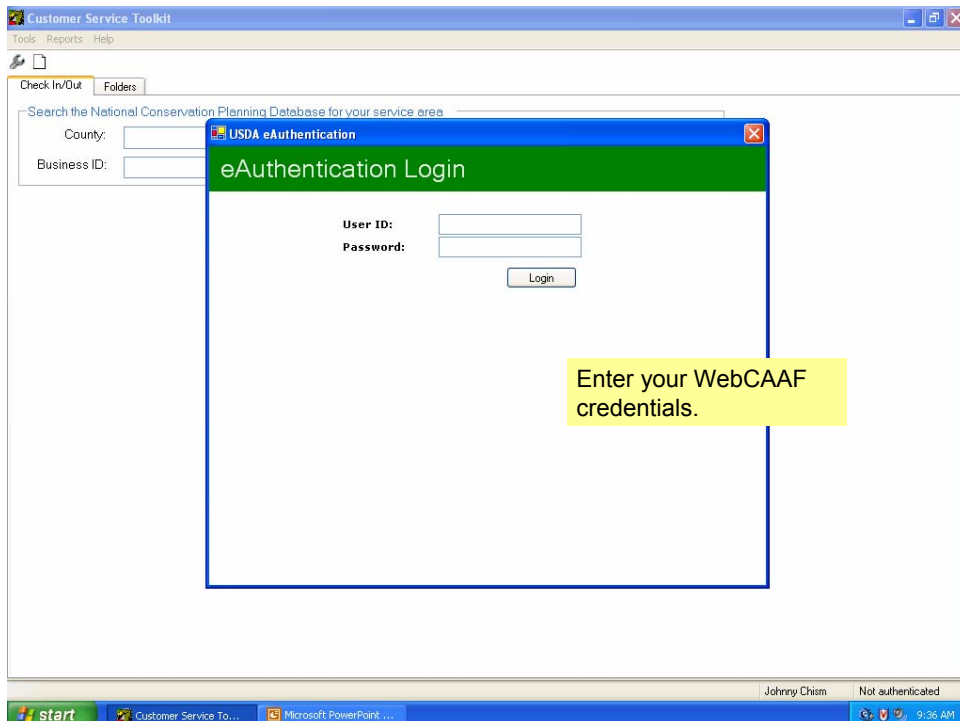 Customer Service Toolkit
Tools Reports Help
Check In/Out Folders
Search the National Conservation Planning Database for your service area
County:
Business ID:
USDA eAuthentication
eAuthentication Login
User ID:
Password:
Login
Enter your WebCAAF
credentials.
Johnny Chism Not authenticated
start Customer Service To... Microsoft PowerPoint ... 9:36 AM